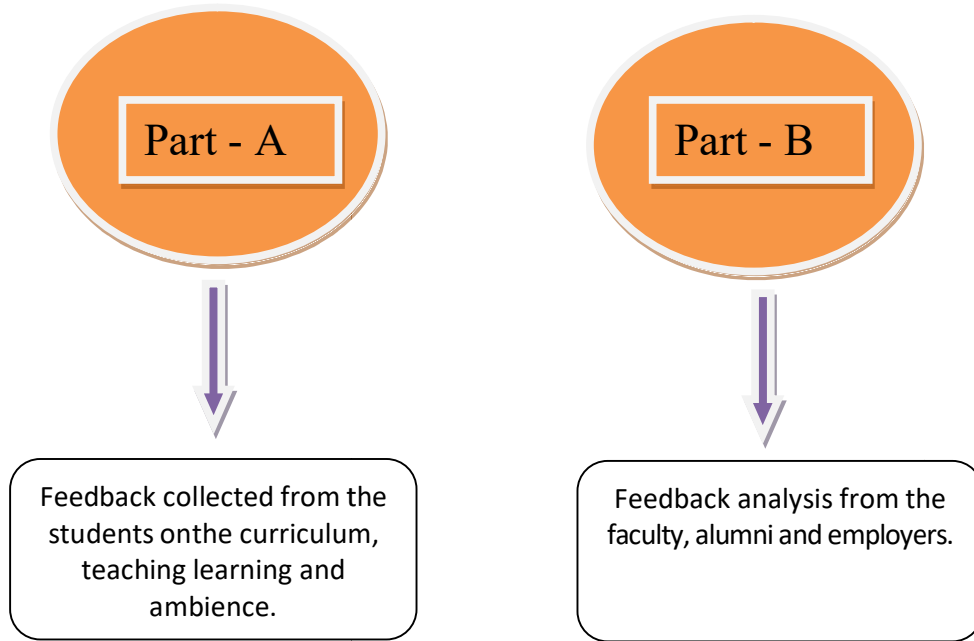 Part - A
Part - B
Feedback collected from the
students onthe curriculum,
teaching learning and
ambience.
Feedback analysis from the
faculty, alumni and employers.